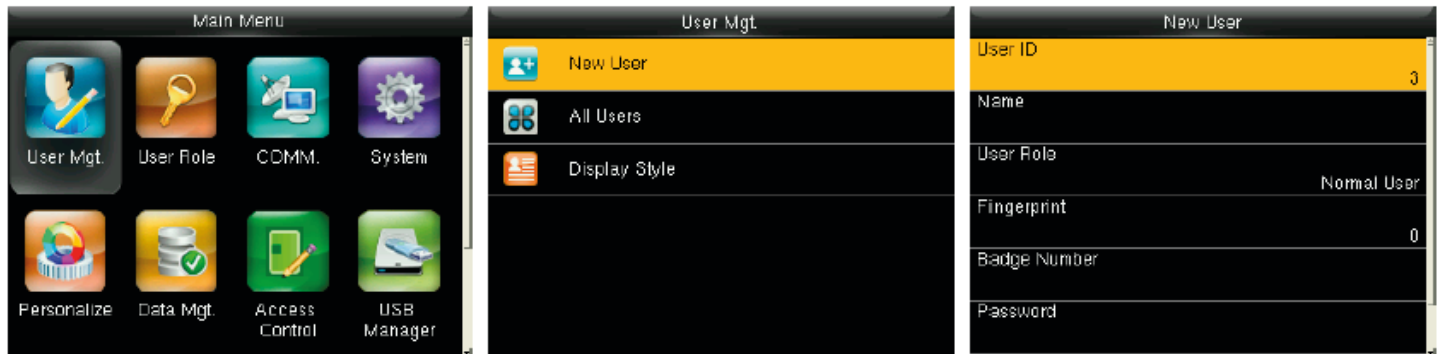 Main Menu
User Mgt.
User Role
COMM.
System
Personalize
Data Mgt.
Access
Control
USB
Manager
User Mgt.
New User
All Users
Display Style
New User
User ID
3
Name
User Role
Normal User
Fingerprint
0
Badge Number
Password